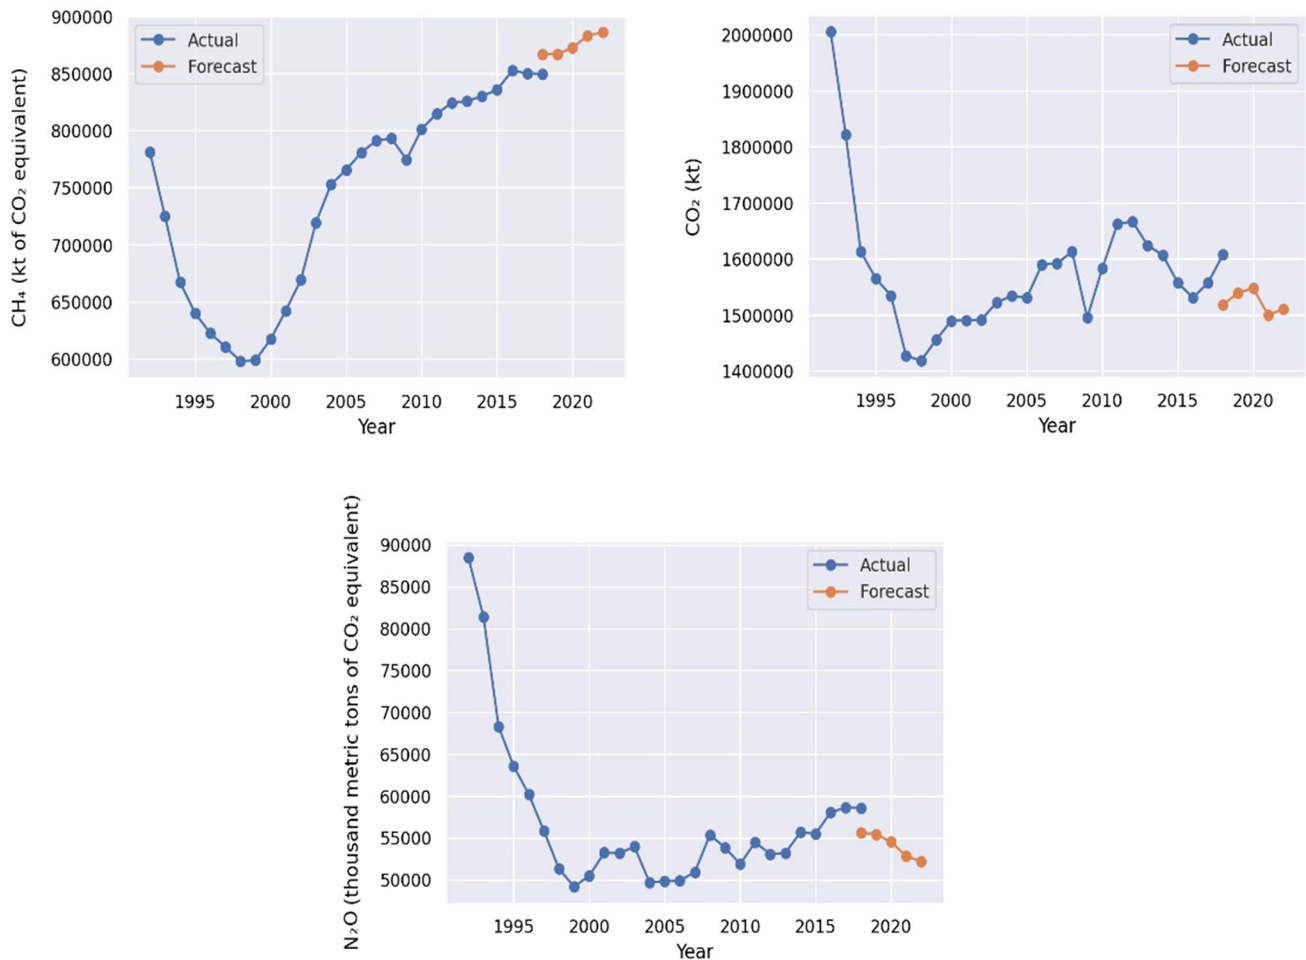 CH₄ (kt of CO₂ equivalent)
900000
850000
800000
750000
700000
650000
600000
Actual
Forecast
1995 2000 2005 2010 2015 2020
Year
CO₂ (kt)
2000000
1900000
1800000
1700000
1600000
1500000
1400000
Actual
Forecast
1995 2000 2005 2010 2015 2020
Year
N₂O (thousand metric tons of CO₂ equivalent)
90000
85000
80000
75000
70000
65000
60000
55000
50000
Actual
Forecast
1995 2000 2005 2010 2015 2020
Year